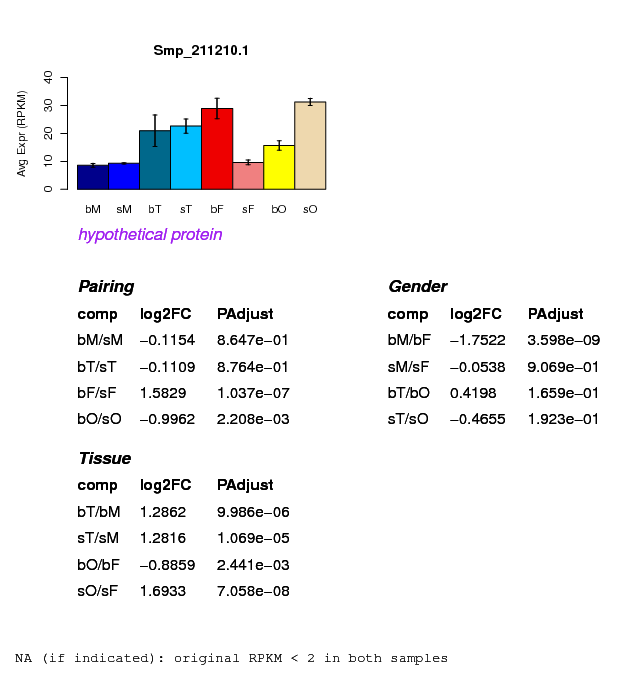 Smp_211210.1
Avg Expr (RPKM)
40
30
20
10
0
bM sM bT sT bF sF bO sO
hypothetical protein
Pairing
comp log2FC PAdjust
bM/sM −0.1154 8.647e−01
bT/sT −0.1109 8.764e−01
bF/sF 1.5829 1.037e−07
bO/sO −0.9962 2.208e−03
Gender
comp log2FC PAdjust
bM/bF −1.7522 3.598e−09
sM/sF −0.0538 9.069e−01
bT/bO 0.4198 1.659e−01
sT/sO −0.4655 1.923e−01
Tissue
comp log2FC PAdjust
bT/bM 1.2862 9.986e−06
sT/sM 1.2816 1.069e−05
bO/bF −0.8859 2.441e−03
sO/sF 1.6933 7.058e−08
NA (if indicated): original RPKM < 2 in both samples